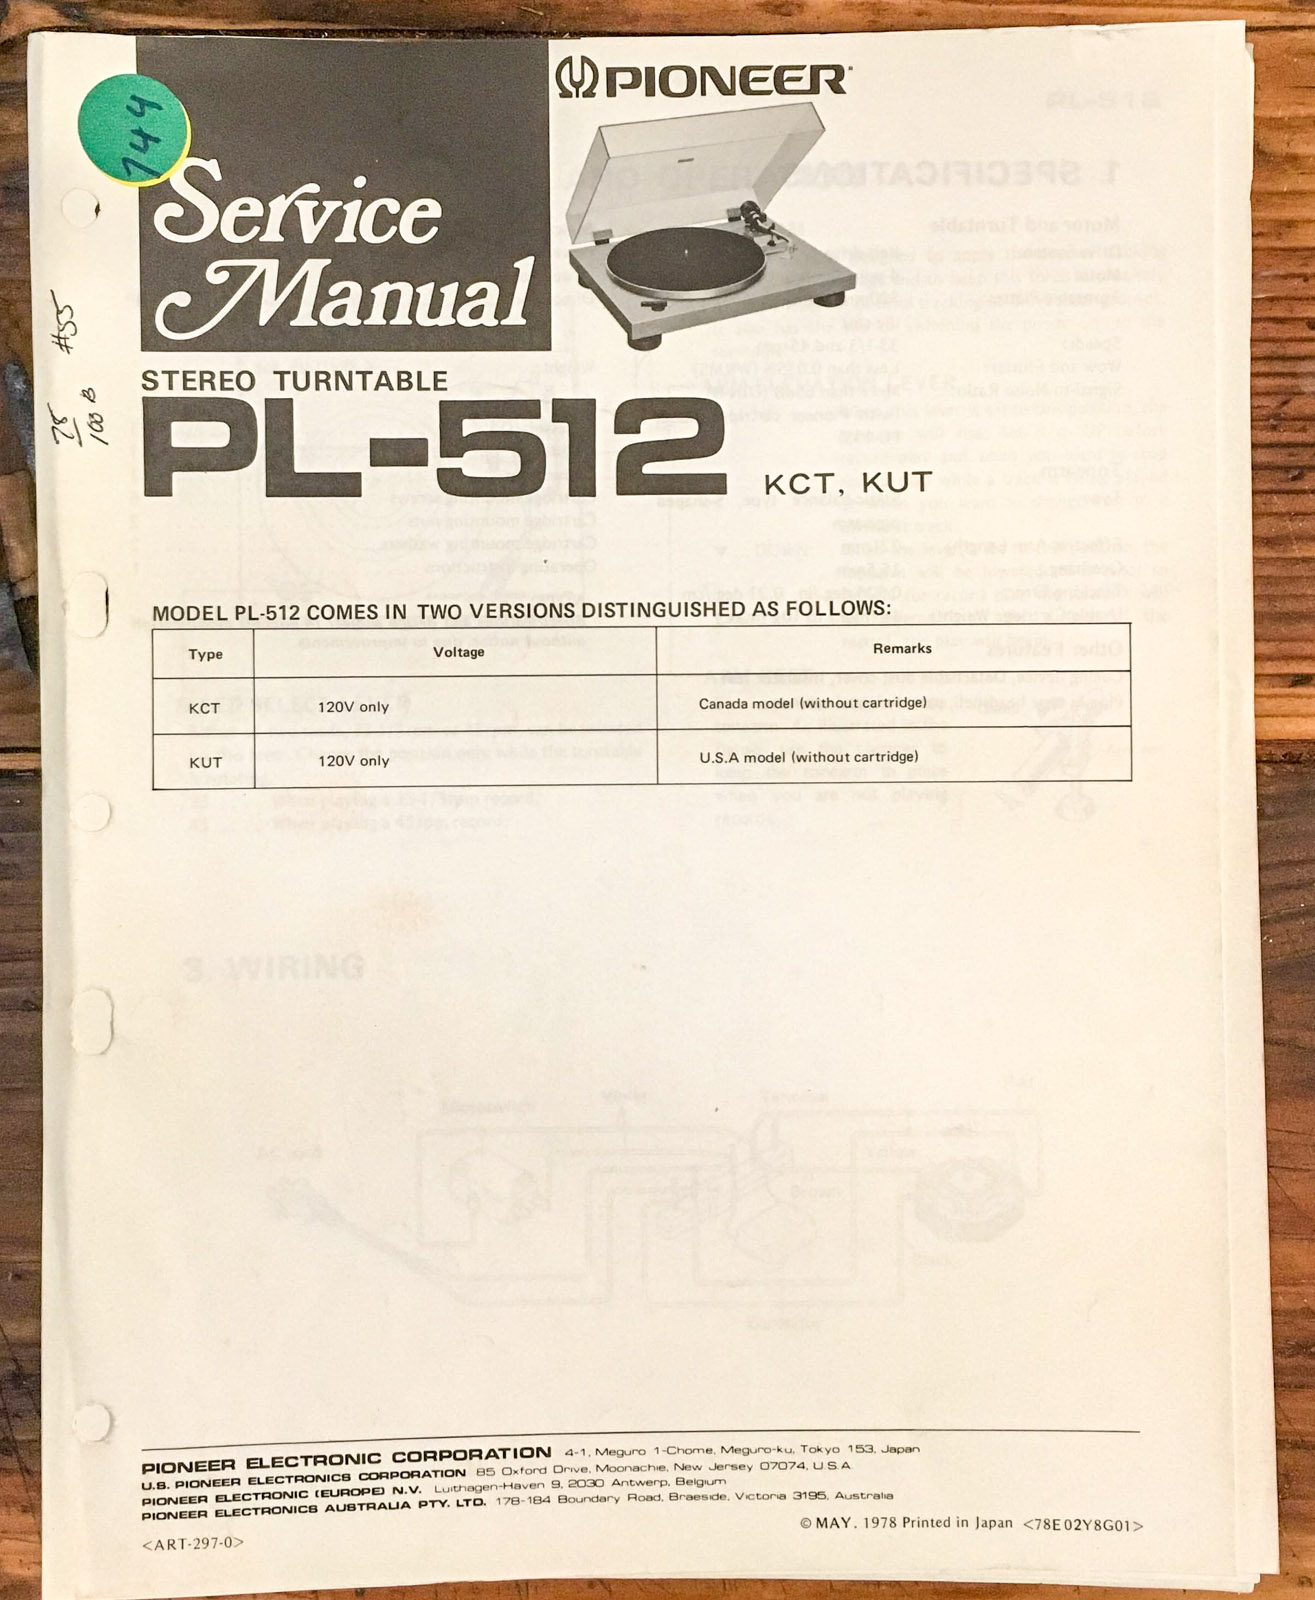 PIONEER
744
Service
Manual
#55
78
100 B
STEREO TURNTABLE
PL-512 KCT, KUT
MODEL PL-512 COMES IN TWO VERSIONS DISTINGUISHED AS FOLLOWS:
Type Voltage Remarks
KCT 120V only Canada model (without cartridge)
KUT 120V only U.S.A model (without cartridge)
3. WIRING
PIONEER ELECTRONIC CORPORATION 4-1, Meguro 1-Chome, Meguro-ku, Tokyo 153, Japan
U.S. PIONEER ELECTRONICS CORPORATION 85 Oxford Drive, Moonachie, New Jersey 07074, U.S.A.
PIONEER ELECTRONIC (EUROPE) N.V. Luithagen-Haven 9, 2030 Antwerp, Belgium
PIONEER ELECTRONICS AUSTRALIA PTY. LTD. 178-184 Boundary Road, Braeside, Victoria 3195, Australia
© MAY. 1978 Printed in Japan <78E02Y8G01>
<ART-297-0>